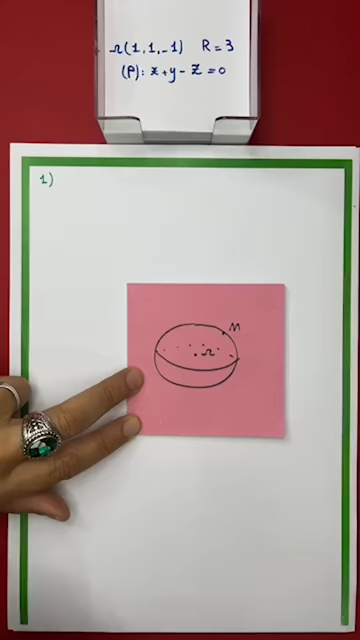 Ω(1,1,-1) R=3
(P): x+y-z=0
1)
M
Ω